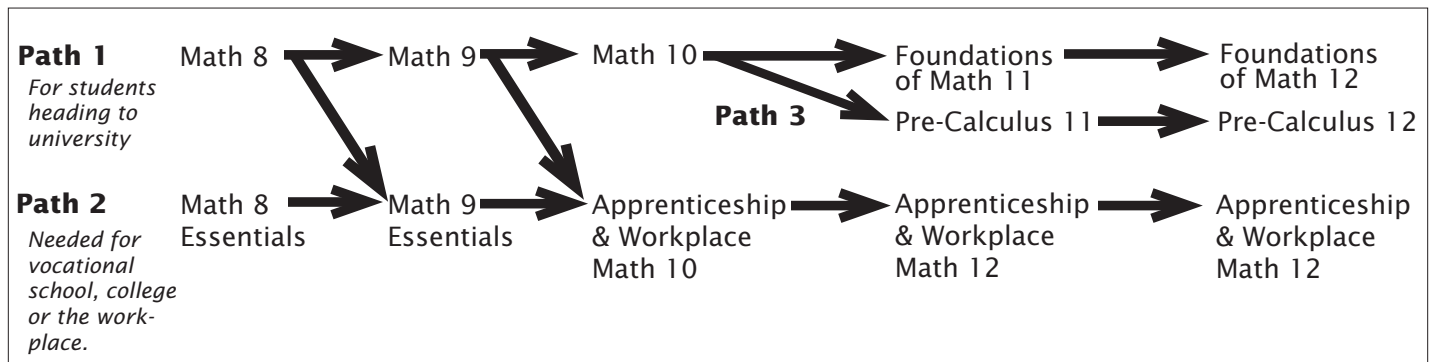 Path 1
For students
heading to
university
Math 8
Math 9
Math 10
Foundations
of Math 11
Foundations
of Math 12
Path 3
Pre-Calculus 11
Pre-Calculus 12
Path 2
Needed for
vocational
school, college
or the work-
place.
Math 8
Essentials
Math 9
Essentials
Apprenticeship
& Workplace
Math 10
Apprenticeship
& Workplace
Math 12
Apprenticeship
& Workplace
Math 12